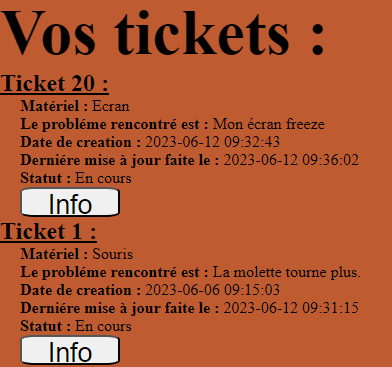 Vos tickets :
Ticket 20 :
Matériel : Ecran
Le probléme rencontré est : Mon écran freeze
Date de creation : 2023-06-12 09:32:43
Derniére mise à jour faite le : 2023-06-12 09:36:02
Statut : En cours
Info
Ticket 1 :
Matériel : Souris
Le probléme rencontré est : La molette tourne plus.
Date de creation : 2023-06-06 09:15:03
Derniére mise à jour faite le : 2023-06-12 09:31:15
Statut : En cours
Info